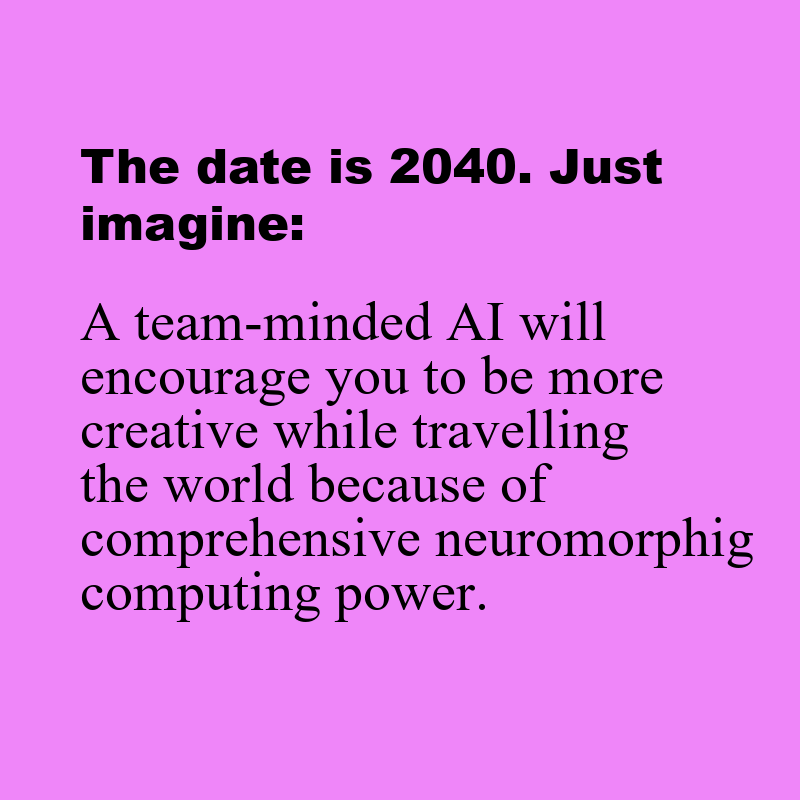 The date is 2040. Just
imagine:
A team-minded AI will
encourage you to be more
creative while travelling
the world because of
comprehensive neuromorphig
computing power.